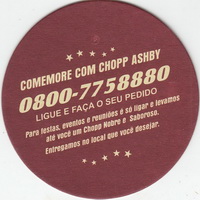 COMEMORE COM CHOPP ASHBY
0800-7758880
LIGUE E FAÇA O SEU PEDIDO
Para festas, eventos e reuniões é só ligar e levamos
até você um Chopp Nobre e Saboroso.
Entregamos no local que você desejar.